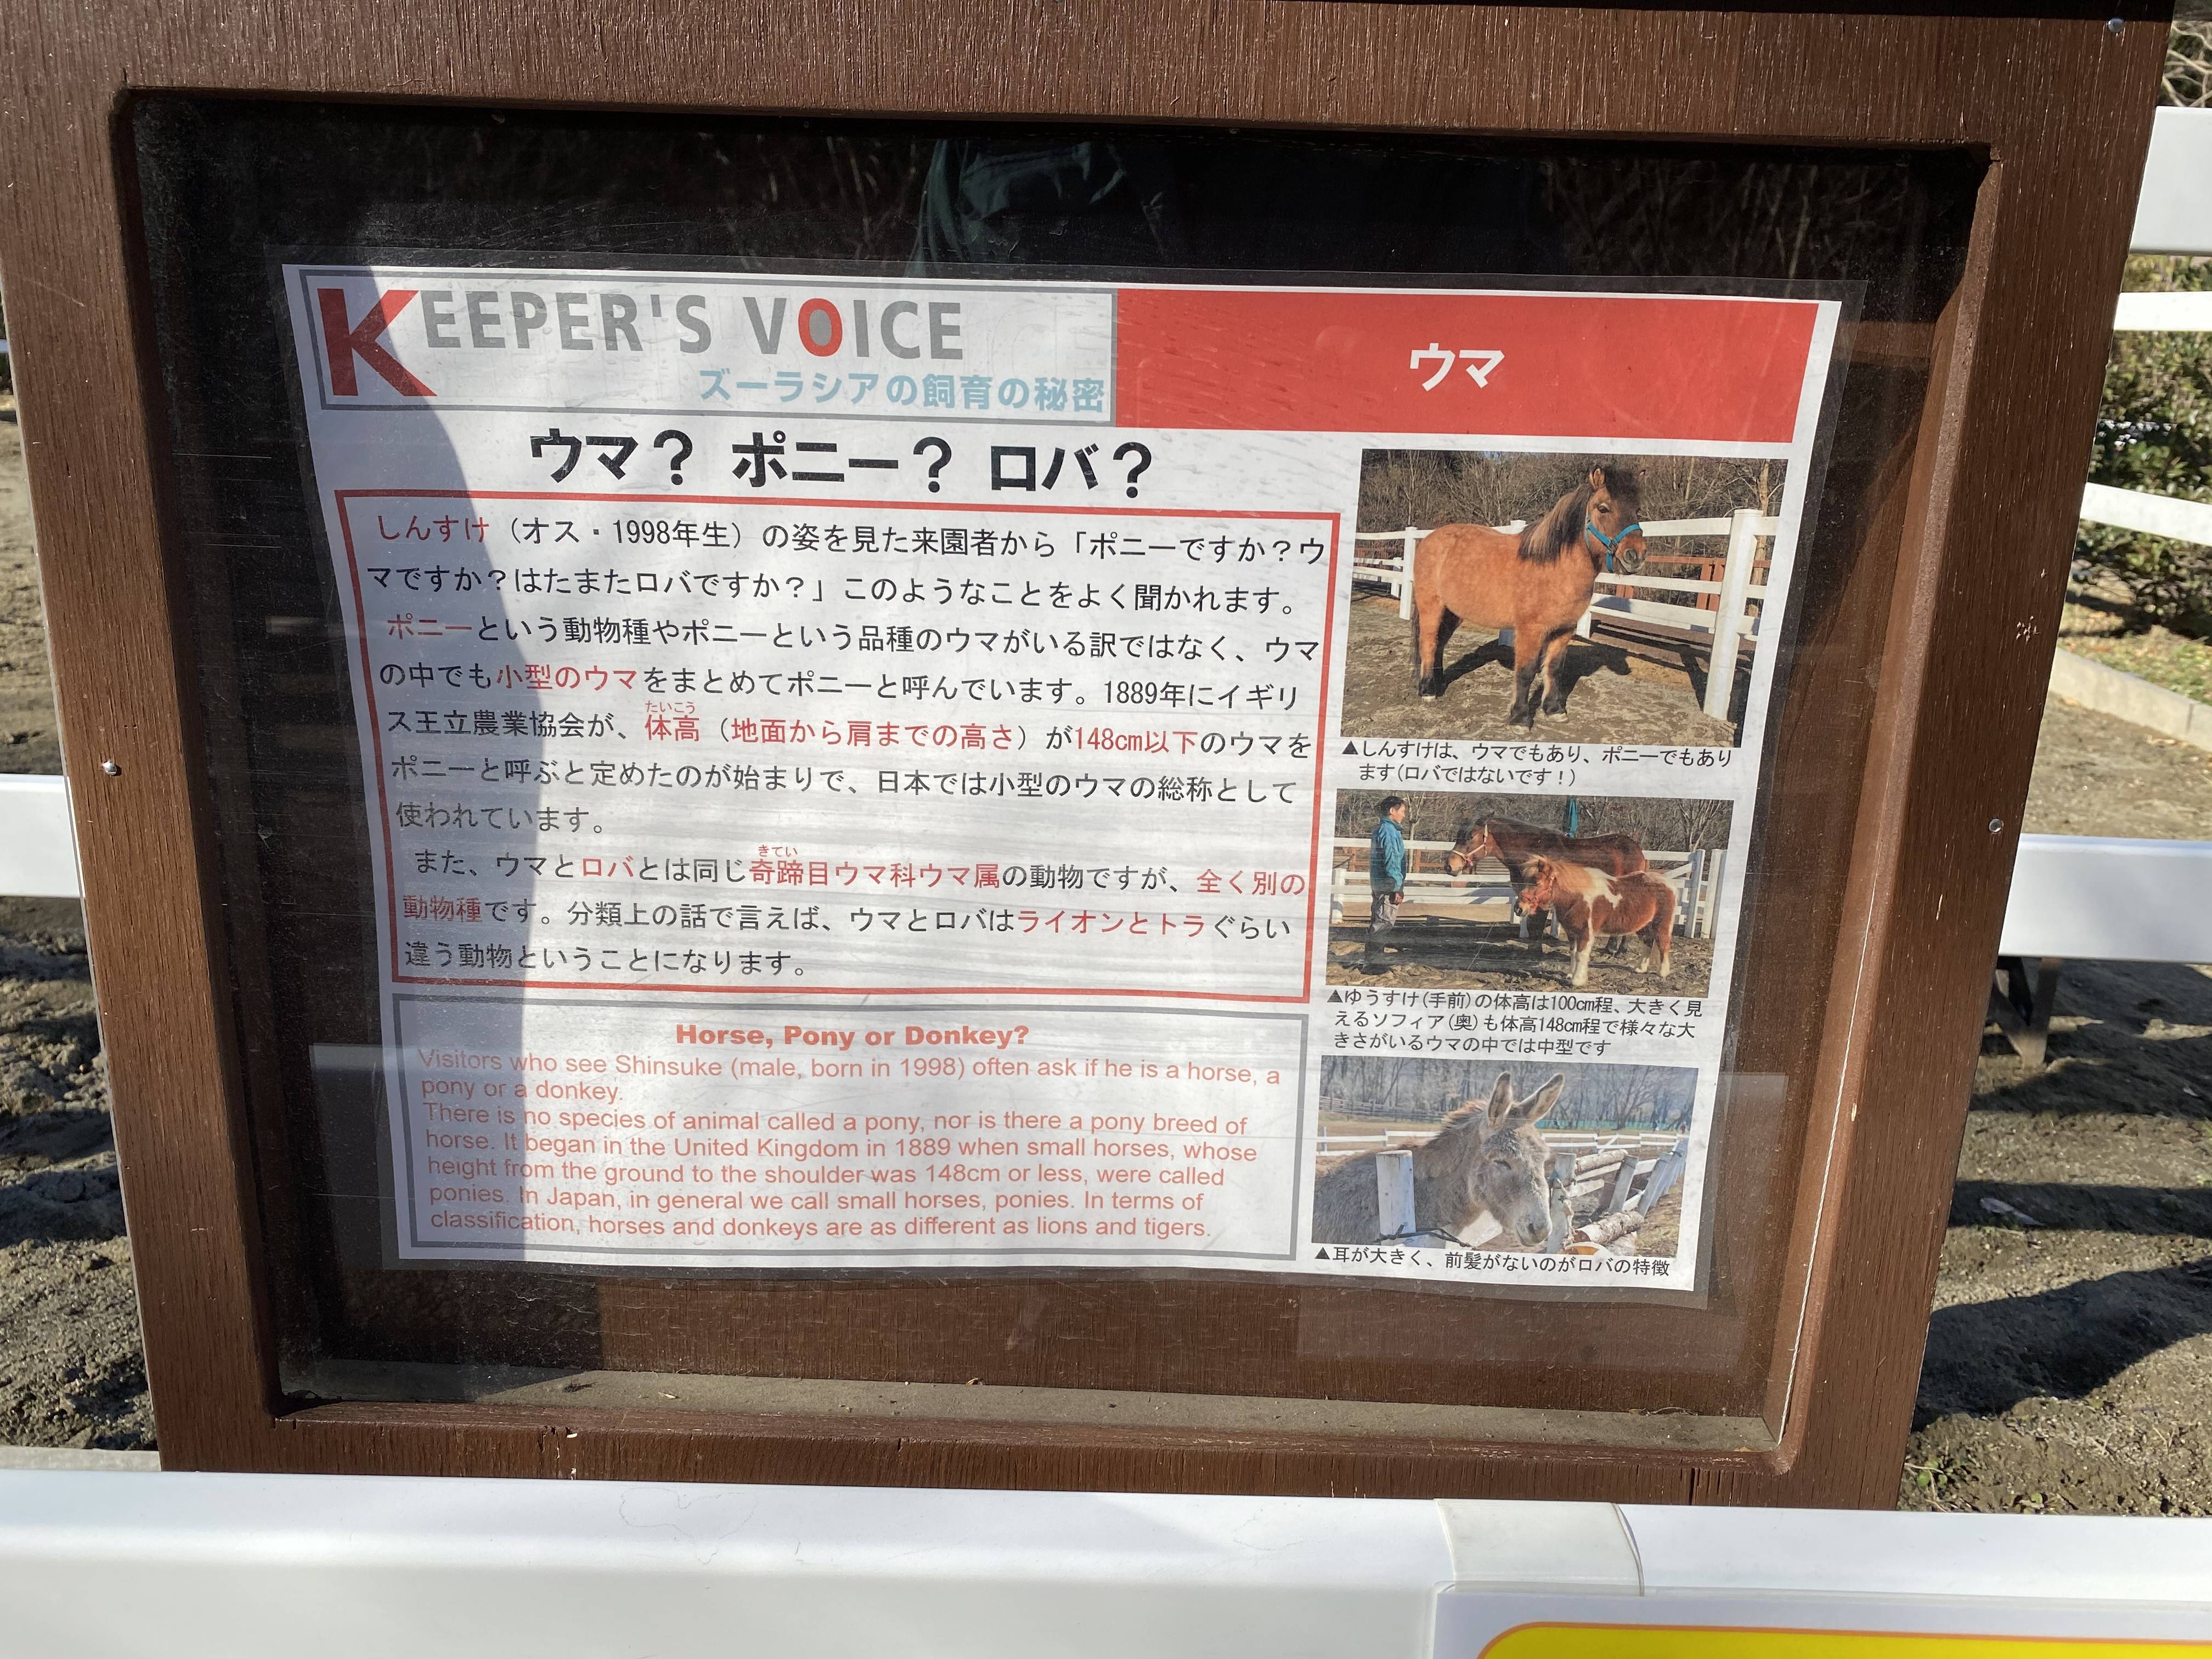 KEEPER'S VOICE
ズーラシアの飼育の秘密
ウマ
ウマ？ ポニー？ ロバ？
しんすけ（オス・1998年生）の姿を見た来園者から「ポニーですか？ウ
マですか？はたまたロバですか？」このようなことをよく聞かれます。
ポニーという動物種やポニーという品種のウマがいる訳ではなく、ウマ
の中でも小型のウマをまとめてポニーと呼んでいます。1889年にイギリ
たいこう
ス王立農業協会が、体高（地面から肩までの高さ）が148cm以下のウマを
ポニーと呼ぶと定めたのが始まりで、日本では小型のウマの総称として
使われています。
きてい
また、ウマとロバとは同じ奇蹄目ウマ科ウマ属の動物ですが、全く別の
動物種です。分類上の話で言えば、ウマとロバはライオンとトラぐらい
違う動物ということになります。
Horse, Pony or Donkey?
Visitors who see Shinsuke (male, born in 1998) often ask if he is a horse, a
pony or a donkey.
There is no species of animal called a pony, nor is there a pony breed of
horse. It began in the United Kingdom in 1889 when small horses, whose
height from the ground to the shoulder was 148cm or less, were called
ponies. In Japan, in general we call small horses, ponies. In terms of
classification, horses and donkeys are as different as lions and tigers.
▲しんすけは、ウマでもあり、ポニーでもあり
ます(ロバではないです！)
▲ゆうすけ(手前)の体高は100cm程、大きく見
えるソフィア(奥)も体高148cm程で様々な大
きさがいるウマの中では中型です
▲耳が大きく、前髪がないのがロバの特徴